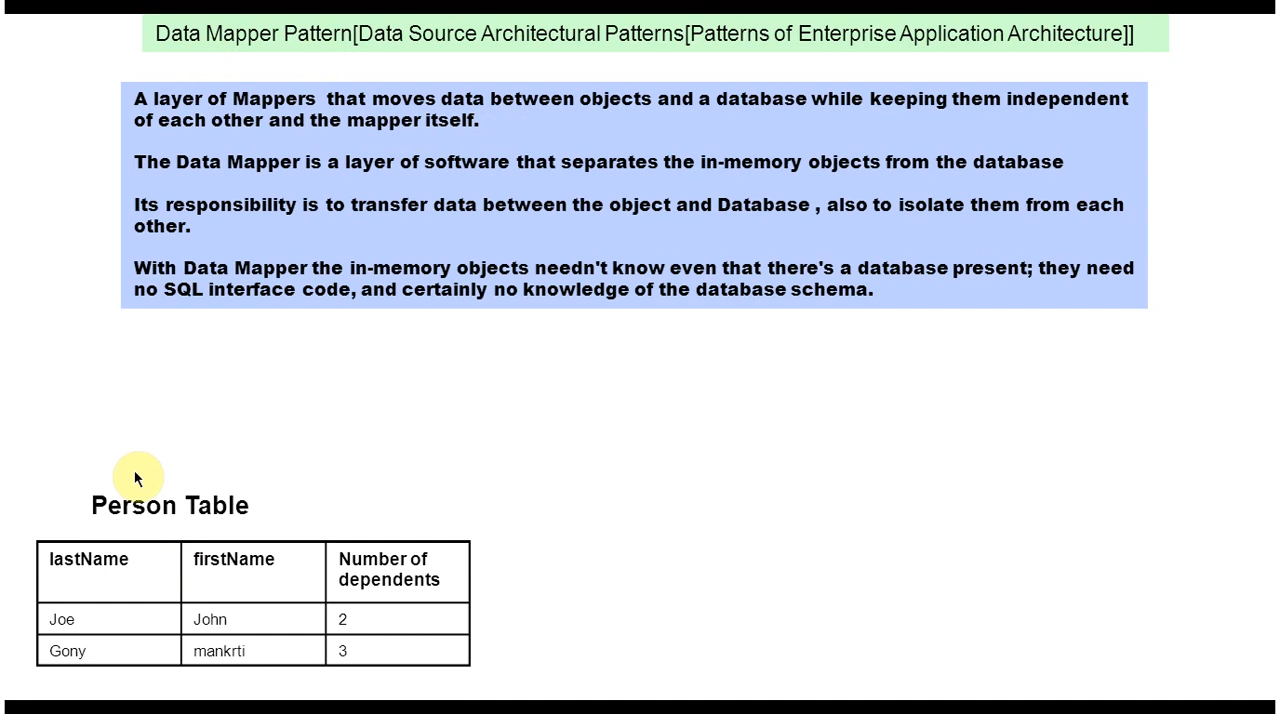 Data Mapper Pattern[Data Source Architectural Patterns[Patterns of Enterprise Application Architecture]]
A layer of Mappers that moves data between objects and a database while keeping them independent
of each other and the mapper itself.
The Data Mapper is a layer of software that separates the in-memory objects from the database
Its responsibility is to transfer data between the object and Database , also to isolate them from each
other.
With Data Mapper the in-memory objects needn't know even that there's a database present; they need
no SQL interface code, and certainly no knowledge of the database schema.
Person Table
lastName firstName Number of
dependents
Joe John 2
Gony mankrti 3